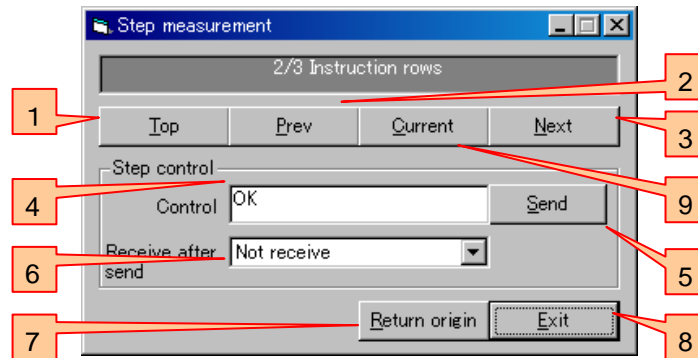 Step measurement
2/3 Instruction rows
2
1
Top Prev Current Next
3
Step control
4
Control OK Send
9
Receive after
send
Not receive
6
5
Return origin Exit
7
8